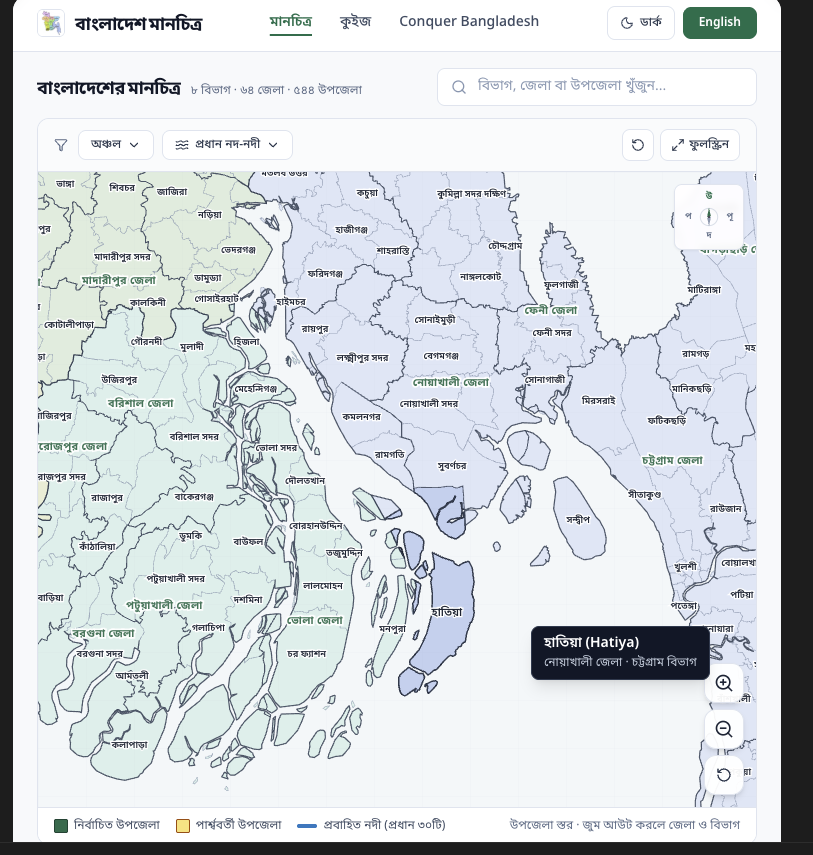 বাংলাদেশ মানচিত্র
মানচিত্র কুইজ Conquer Bangladesh
ডার্ক English
বাংলাদেশের মানচিত্র ৮ বিভাগ · ৬৪ জেলা · ৫৪৪ উপজেলা
বিভাগ, জেলা বা উপজেলা খুঁজুন...
অঞ্চল প্রধান নদ-নদী ফুলস্ক্রিন
ভাঙ্গা শিবচর জাজিরা কচুয়া কুমিল্লা সদর দক্ষিণ
উ
নড়িয়া
প পূ
হাজীগঞ্জ
দ
মাদারীপুর সদর ভেদরগঞ্জ শাহরাস্তি চৌদ্দগ্রাম
মাদারীপুর জেলা ডামুড্যা ফরিদগঞ্জ নাঙ্গলকোট ফুলগাজী মাটিরাঙ্গা
কালকিনী গোসাইরহাট হাইমচর ফেনী জেলা
কোটালীপাড়া রায়পুর সোনাইমুড়ী ফেনী সদর
গৌরনদী মুলাদী হিজলা লক্ষ্মীপুর সদর বেগমগঞ্জ রামগড়
উজিরপুর মেহেন্দিগঞ্জ নোয়াখালী জেলা সোনাগাজী মানিকছড়ি
বরিশাল জেলা কমলনগর নোয়াখালী সদর মিরসরাই ফটিকছড়ি
বরিশাল সদর ভোলা সদর রামগতি সুবর্ণচর চট্টগ্রাম জেলা
রাজাপুর বাকেরগঞ্জ দৌলতখান সীতাকুণ্ড রাউজান
দুমকি বোরহানউদ্দিন সন্দ্বীপ
কাঁঠালিয়া বাউফল তজুমুদ্দিন খুলশী
পটুয়াখালী সদর লালমোহন পটিয়া
পটুয়াখালী জেলা দশমিনা হাতিয়া পতেঙ্গা
বরগুনা জেলা গলাচিপা ভোলা জেলা মনপুরা
বরগুনা সদর চর ফ্যাশন
আমতলী
কলাপাড়া
হাতিয়া (Hatiya)
নোয়াখালী জেলা · চট্টগ্রাম বিভাগ
নির্বাচিত উপজেলা পার্শ্ববর্তী উপজেলা প্রবাহিত নদী (প্রধান ৩০টি) উপজেলা স্তর · জুম আউট করলে জেলা ও বিভাগ